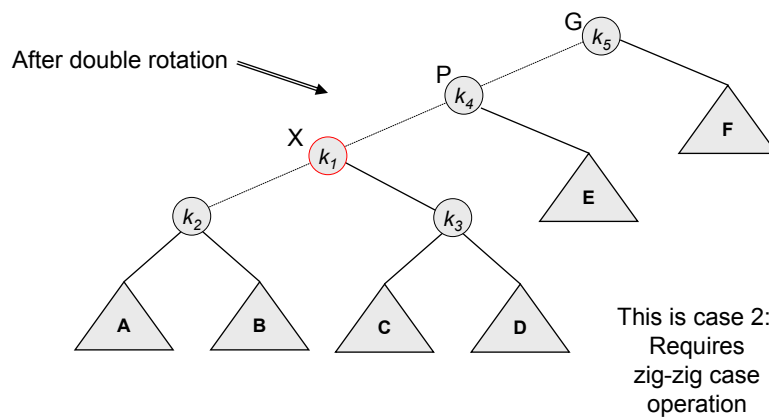 G
k5
After double rotation
P
k4
F
X
k1
E
k2
k3
A
B
C
D
This is case 2:
Requires
zig-zig case
operation